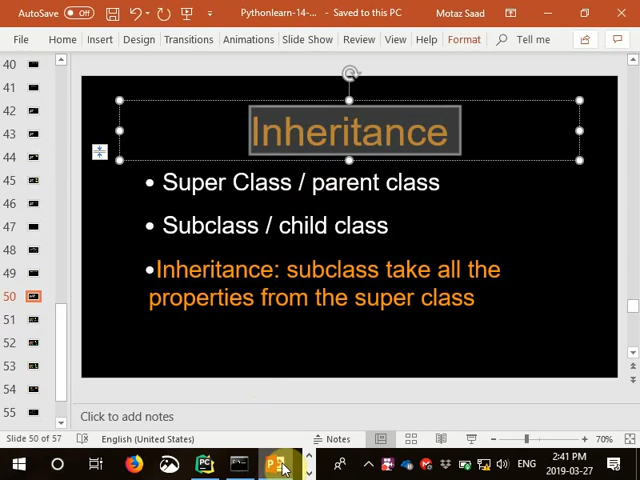 AutoSave Off Pythonlearn-14-... - Saved to this PC Motaz Saad
File Home Insert Design Transitions Animations Slide Show Review View Help Format Tell me
40
41
42
43
44
45
46
47
48
49
50
51
52
53
54
55
Inheritance
• Super Class / parent class
• Subclass / child class
•Inheritance: subclass take all the
properties from the super class
Click to add notes
Slide 50 of 57 English (United States) Notes 70%
PC ENG 2:41 PM
2019-03-27